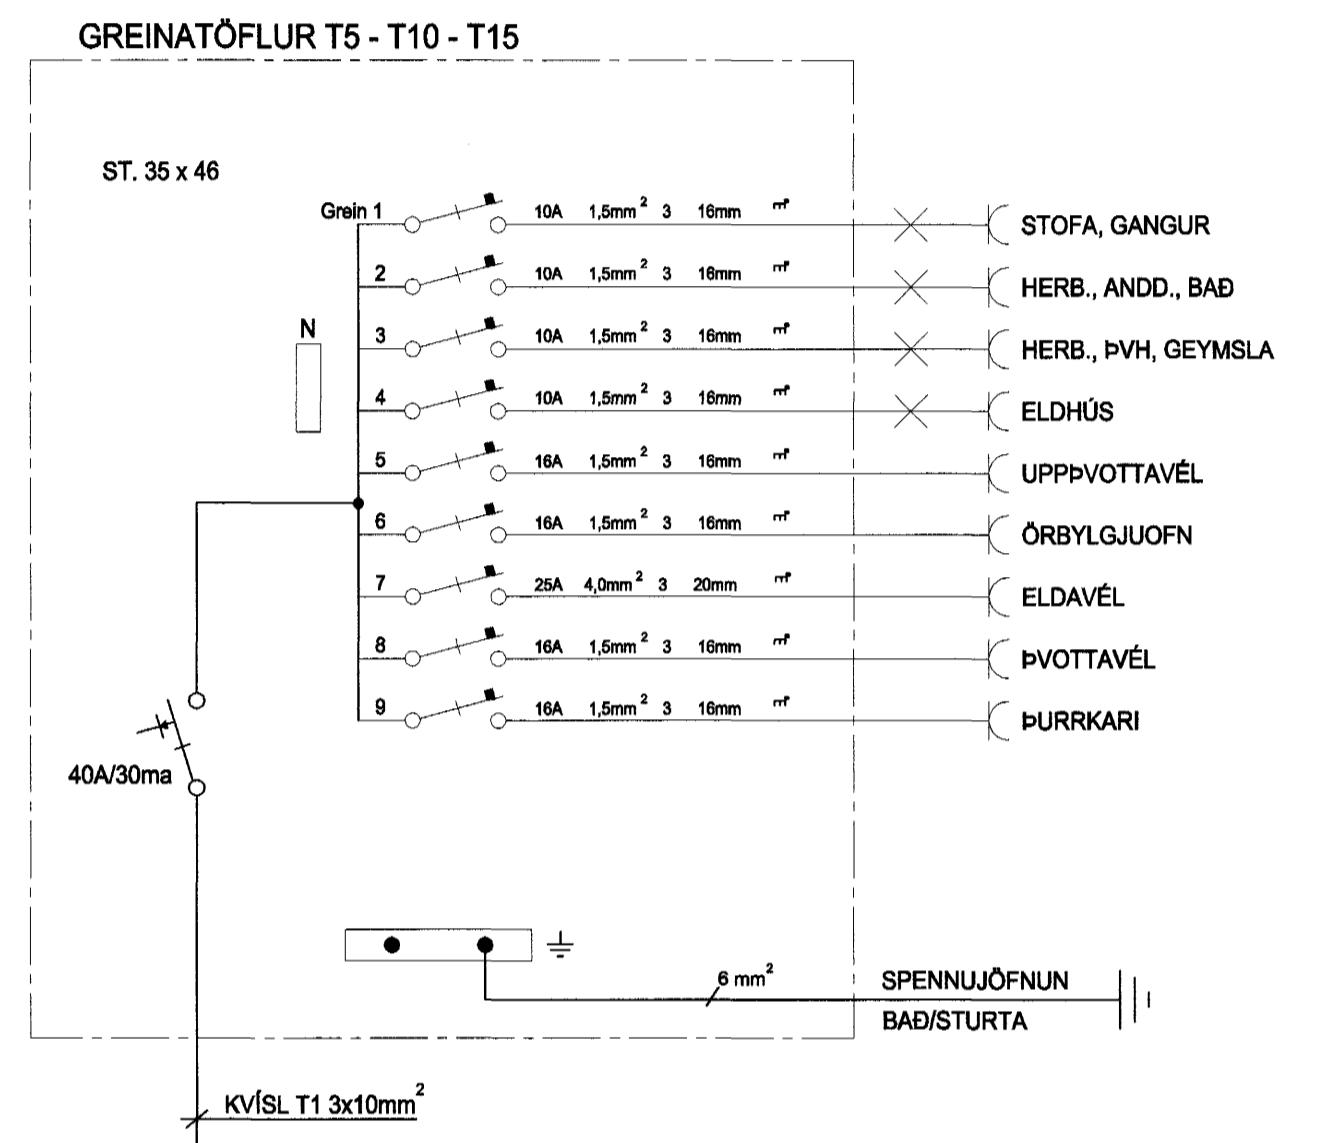 GREINATÖFLUR T5 - T10 - T15
ST. 35 x 46
Grein 1 10A 1,5mm² 3 16mm STOFA, GANGUR
2 10A 1,5mm² 3 16mm HERB., ANDD., BAÐ
N
3 10A 1,5mm² 3 16mm HERB., ÞVH, GEYMSLA
4 10A 1,5mm² 3 16mm ELDHÚS
5 16A 1,5mm² 3 16mm UPPÞVOTTAVÉL
6 16A 1,5mm² 3 16mm ÖRBYLGJUOFN
7 25A 4,0mm² 3 20mm ELDAVÉL
8 16A 1,5mm² 3 16mm ÞVOTTAVÉL
9 16A 1,5mm² 3 16mm ÞURRKARI
40A/30ma
6 mm² SPENNUJÖFNUN
BAÐ/STURTA
KVÍSL T1 3x10mm²